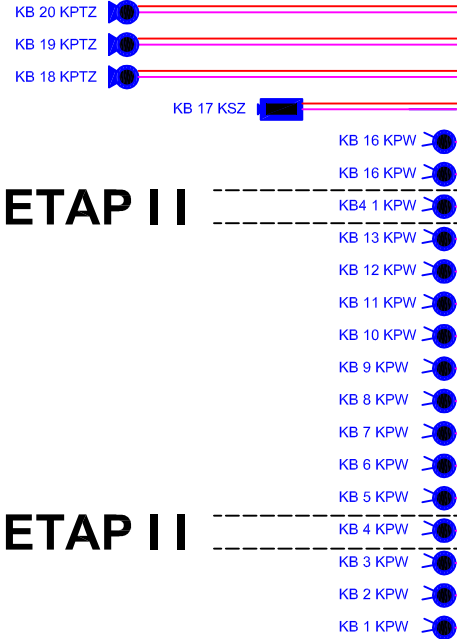 KB 20 KPTZ
KB 19 KPTZ
KB 18 KPTZ
KB 17 KSZ
KB 16 KPW
KB 16 KPW
ETAP II
KB4 1 KPW
KB 13 KPW
KB 12 KPW
KB 11 KPW
KB 10 KPW
KB 9 KPW
KB 8 KPW
KB 7 KPW
KB 6 KPW
KB 5 KPW
ETAP II
KB 4 KPW
KB 3 KPW
KB 2 KPW
KB 1 KPW